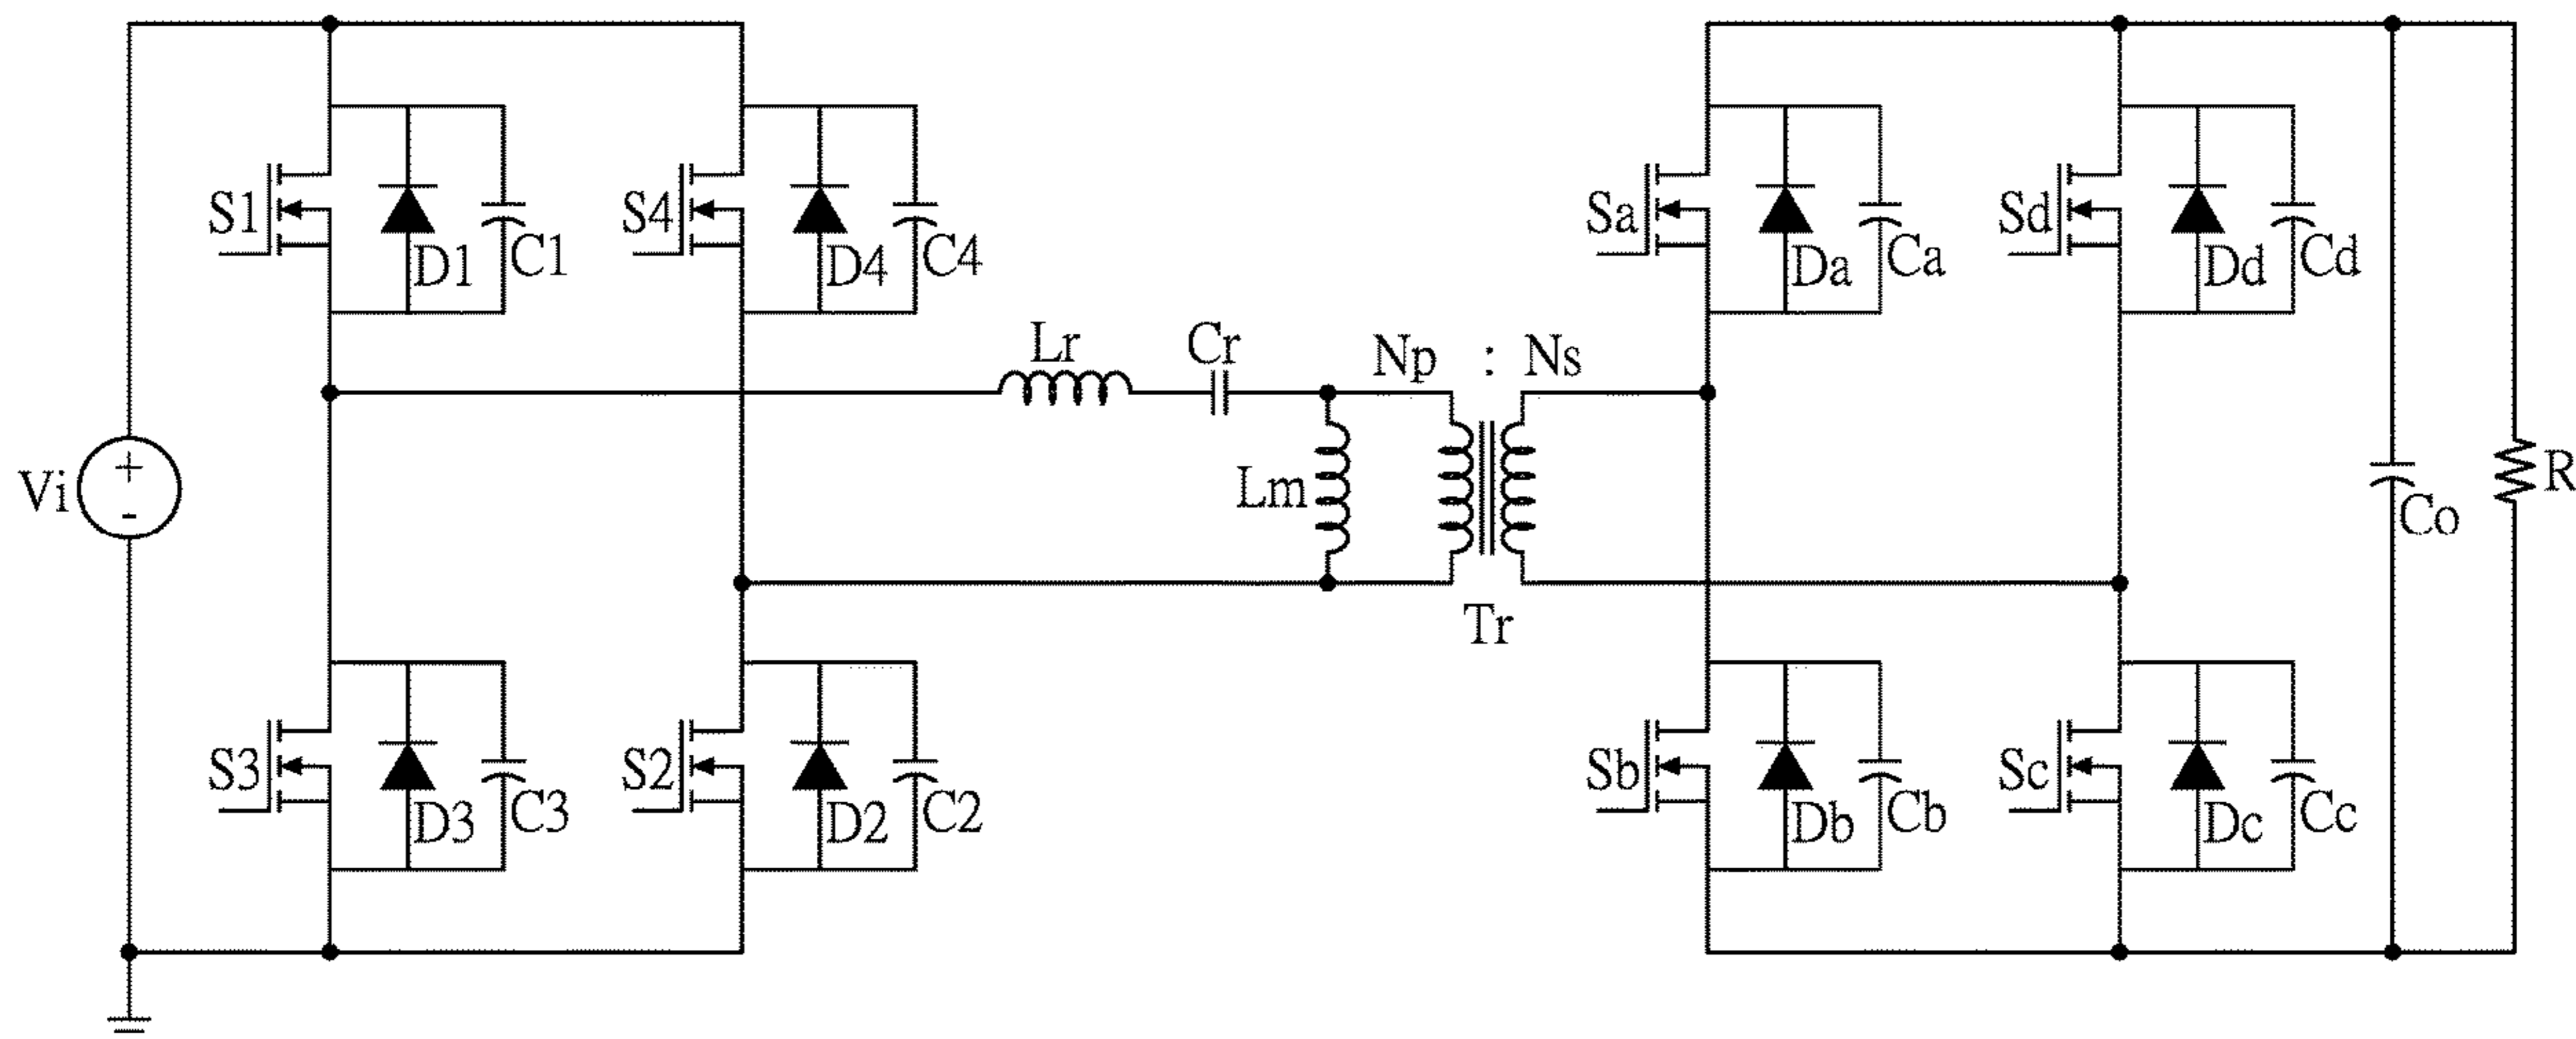 S1
D1
C1
S4
D4
C4
Sa
Da
Ca
Sd
Dd
Cd
Lr
Cr
Np : Ns
Vi
+
-
Lm
Tr
Co
R
S3
D3
C3
S2
D2
C2
Sb
Db
Cb
Sc
Dc
Cc